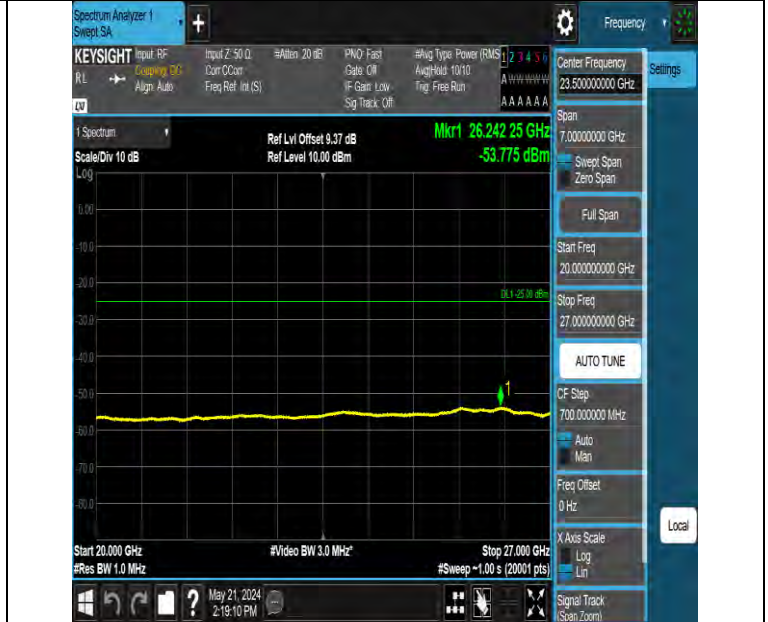 Spectrum Analyzer 1
Swept SA
+
Frequency
Settings
KEYSIGHT
RL
Input: RF
Coupling: DC
Align: Auto
Input Z: 50 Ω
Corr CCorr
Freq Ref: Int (S)
#Atten: 20 dB
PNO: Fast
Gate: Off
IF Gain: Low
Sig Track: Off
#Avg Type: Power (RMS
Avg|Hold: 10/10
Trig: Free Run
1 2 3 4 5 6
A W W W W W
A A A A A A
LXI
1 Spectrum
Scale/Div 10 dB
Log
Ref Lvl Offset 9.37 dB
Ref Level 10.00 dBm
Mkr1 26.242 25 GHz
-53.775 dBm
0.00
-10.0
-20.0
-30.0
-40.0
-50.0
-60.0
-70.0
-80.0
DL1 -25.00 dBm
1
Start 20.000 GHz
#Res BW 1.0 MHz
#Video BW 3.0 MHz*
Stop 27.000 GHz
#Sweep ~1.00 s (20001 pts)
Center Frequency
23.500000000 GHz
Span
7.00000000 GHz
Swept Span
Zero Span
Full Span
Start Freq
20.000000000 GHz
Stop Freq
27.000000000 GHz
AUTO TUNE
CF Step
700.000000 MHz
Auto
Man
Freq Offset
0 Hz
X Axis Scale
Log
Lin
Signal Track
(Span Zoom)
Local
?
May 21, 2024
2:19:10 PM